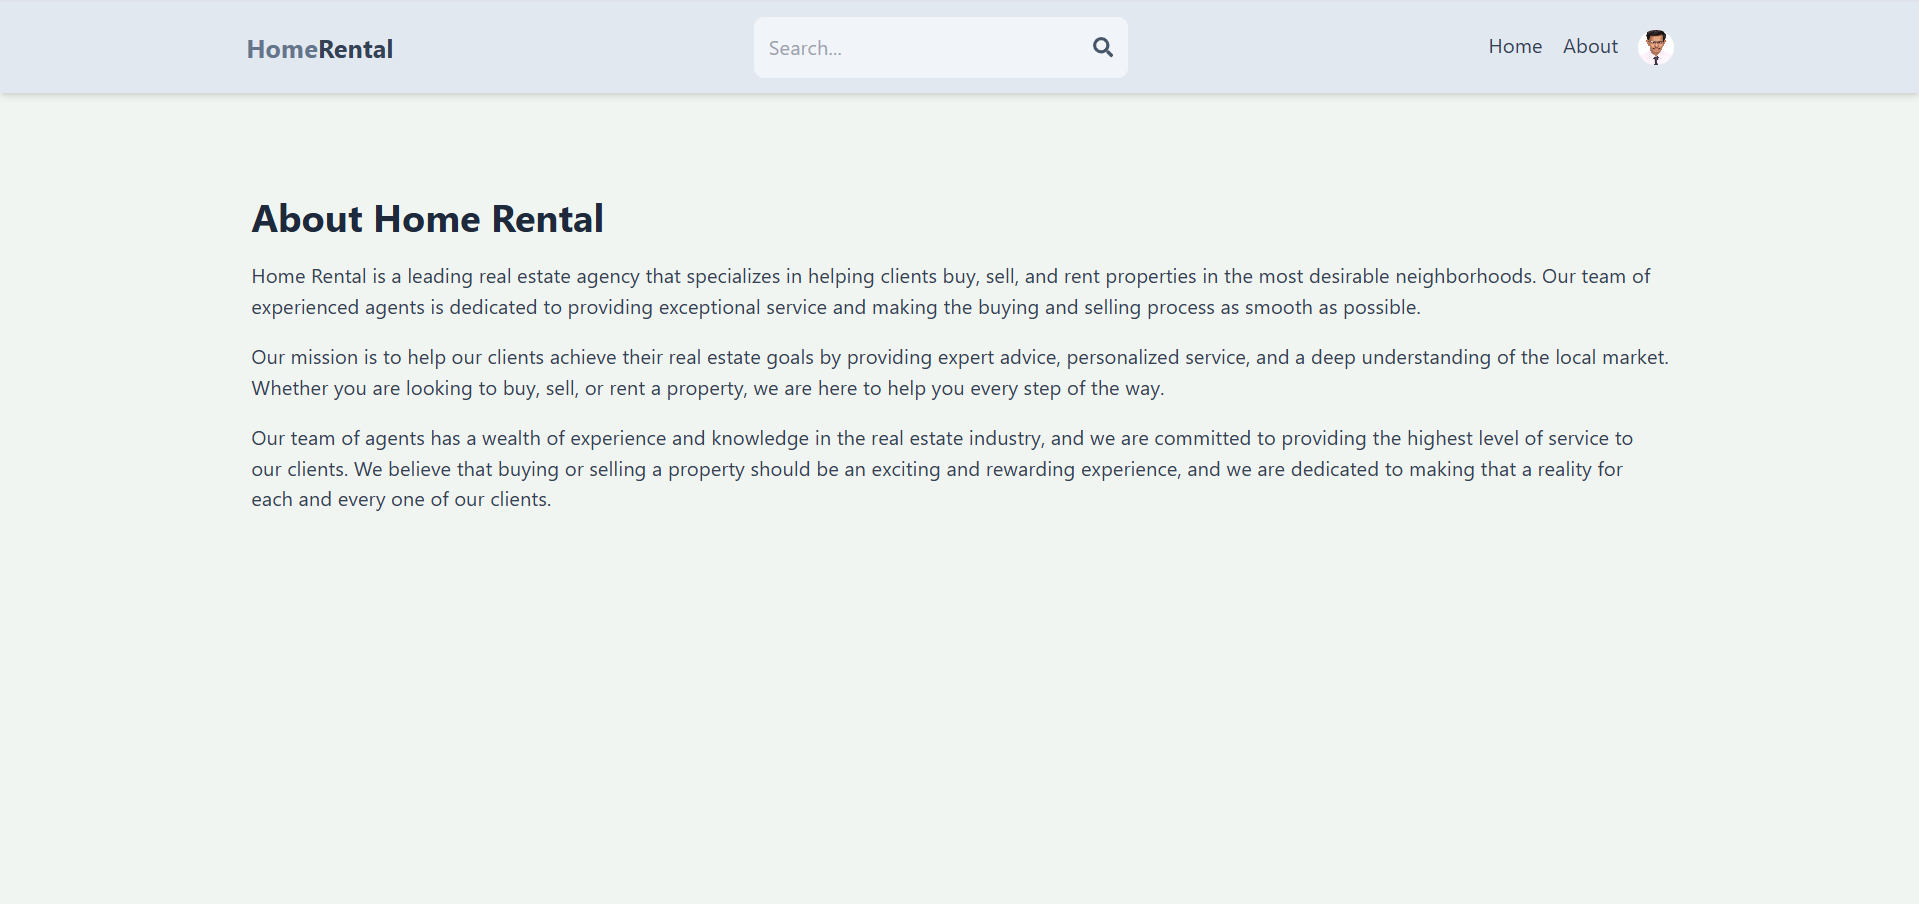 HomeRental
Search...
Home About
About Home Rental
Home Rental is a leading real estate agency that specializes in helping clients buy, sell, and rent properties in the most desirable neighborhoods. Our team of
experienced agents is dedicated to providing exceptional service and making the buying and selling process as smooth as possible.
Our mission is to help our clients achieve their real estate goals by providing expert advice, personalized service, and a deep understanding of the local market.
Whether you are looking to buy, sell, or rent a property, we are here to help you every step of the way.
Our team of agents has a wealth of experience and knowledge in the real estate industry, and we are committed to providing the highest level of service to
our clients. We believe that buying or selling a property should be an exciting and rewarding experience, and we are dedicated to making that a reality for
each and every one of our clients.